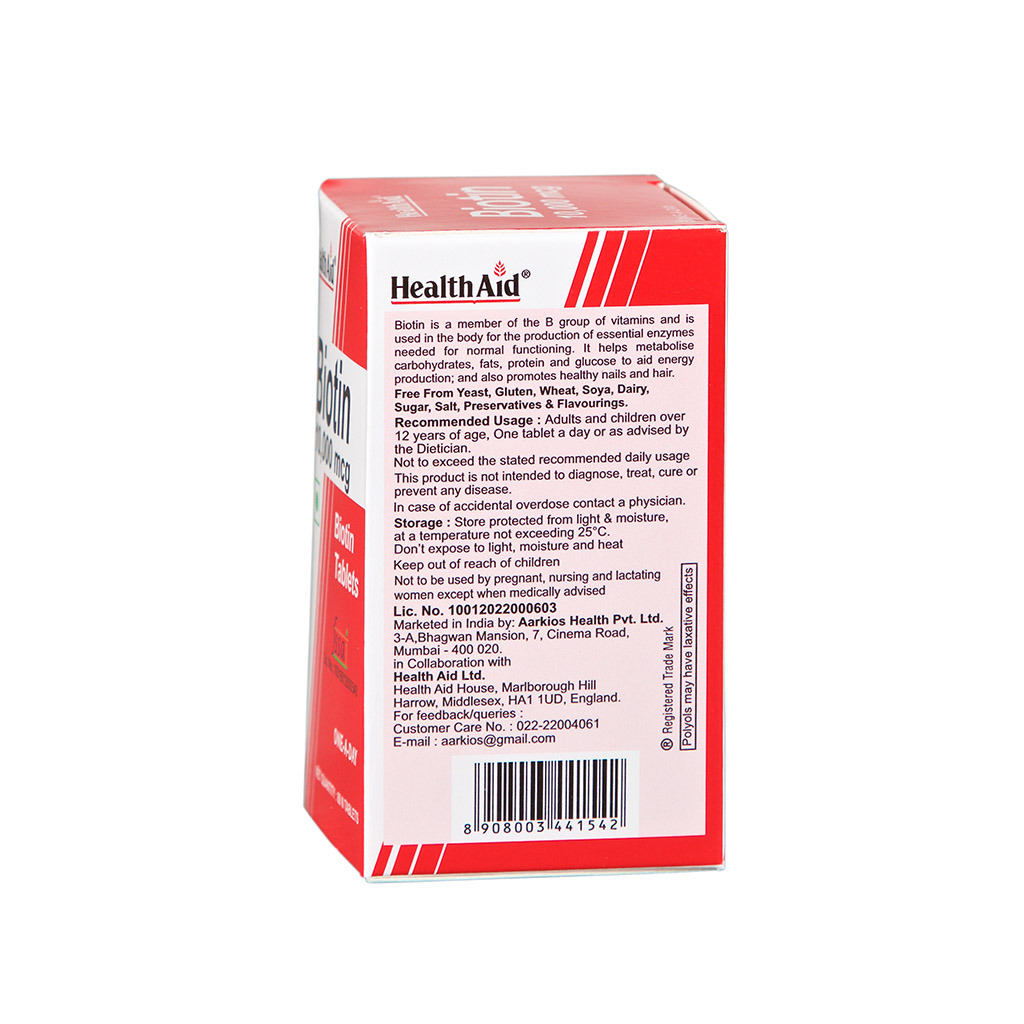 HealthAid
Biotin
10,000 mcg
HealthAid®
Biotin is a member of the B group of vitamins and is
used in the body for the production of essential enzymes
needed for normal functioning. It helps metabolise
carbohydrates, fats, protein and glucose to aid energy
production; and also promotes healthy nails and hair.
Free From Yeast, Gluten, Wheat, Soya, Dairy,
Sugar, Salt, Preservatives & Flavourings.
Recommended Usage : Adults and children over
12 years of age, One tablet a day or as advised by
the Dietician.
Not to exceed the stated recommended daily usage
This product is not intended to diagnose, treat, cure or
prevent any disease.
In case of accidental overdose contact a physician.
Storage : Store protected from light & moisture,
at a temperature not exceeding 25°C.
Don't expose to light, moisture and heat
Keep out of reach of children
Not to be used by pregnant, nursing and lactating
women except when medically advised
Lic. No. 10012022000603
Marketed in India by: Aarkios Health Pvt. Ltd.
3-A,Bhagwan Mansion, 7, Cinema Road,
Mumbai - 400 020.
in Collaboration with
Health Aid Ltd.
Health Aid House, Marlborough Hill
Harrow, Middlesex, HA1 1UD, England.
For feedback/queries :
Customer Care No. : 022-22004061
E-mail : aarkios@gmail.com
® Registered Trade Mark
Polyols may have laxative effects
8 908003 441542
Biotin
000 mcg
Biotin
Tablets
ONE-A-DAY